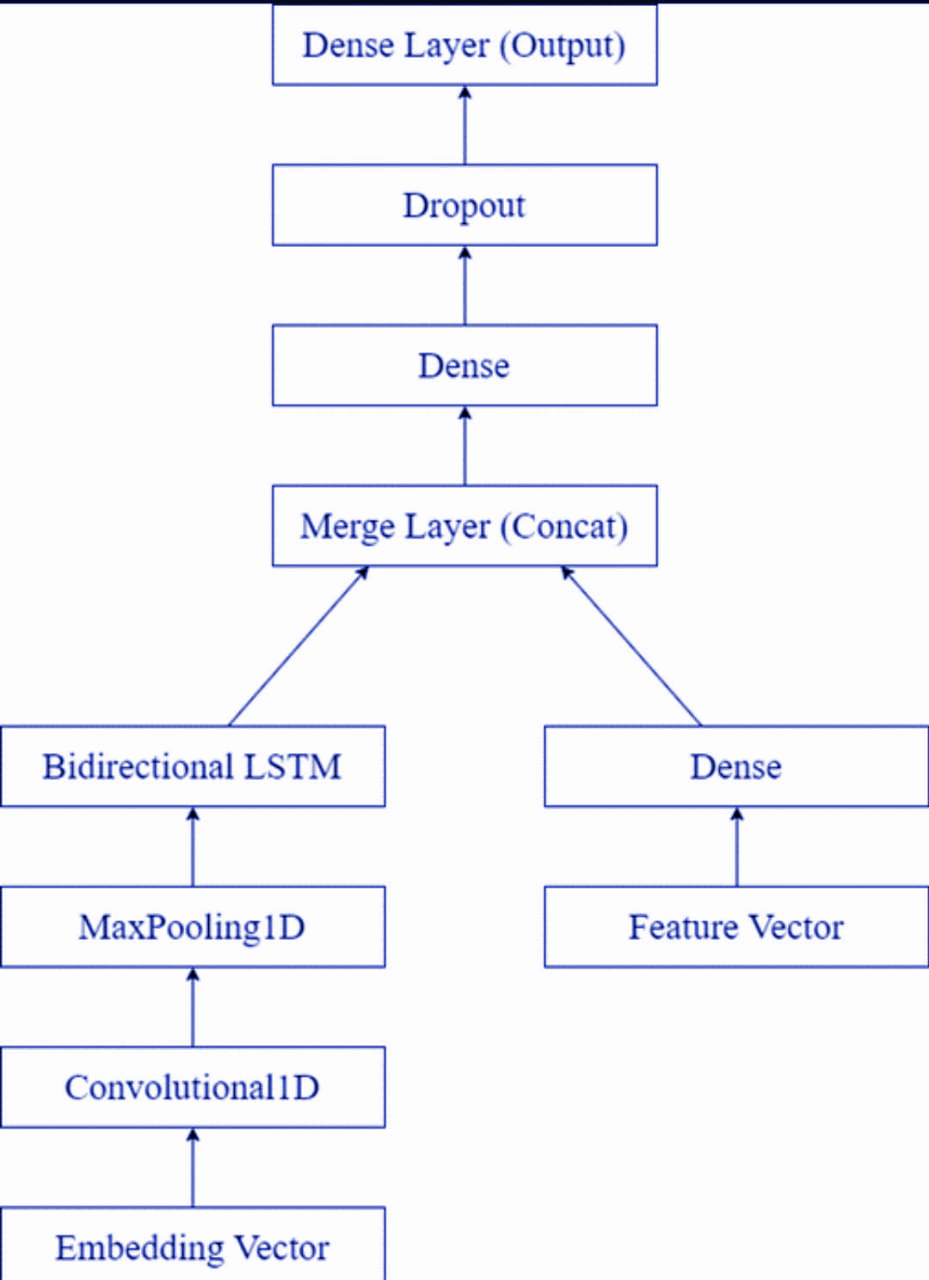 Dense Layer (Output)
Dropout
Dense
Merge Layer (Concat)
Bidirectional LSTM
Dense
MaxPooling1D
Feature Vector
Convolutional1D
Embedding Vector